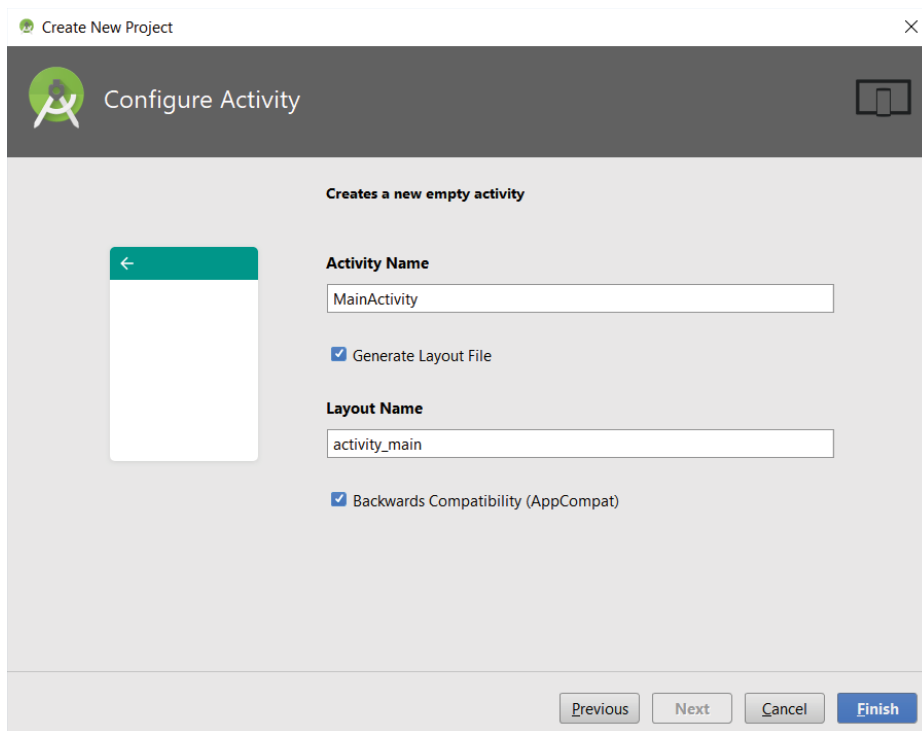 Create New Project
Configure Activity
Creates a new empty activity
Activity Name
MainActivity
Generate Layout File
Layout Name
activity_main
Backwards Compatibility (AppCompat)
Previous Next Cancel Finish